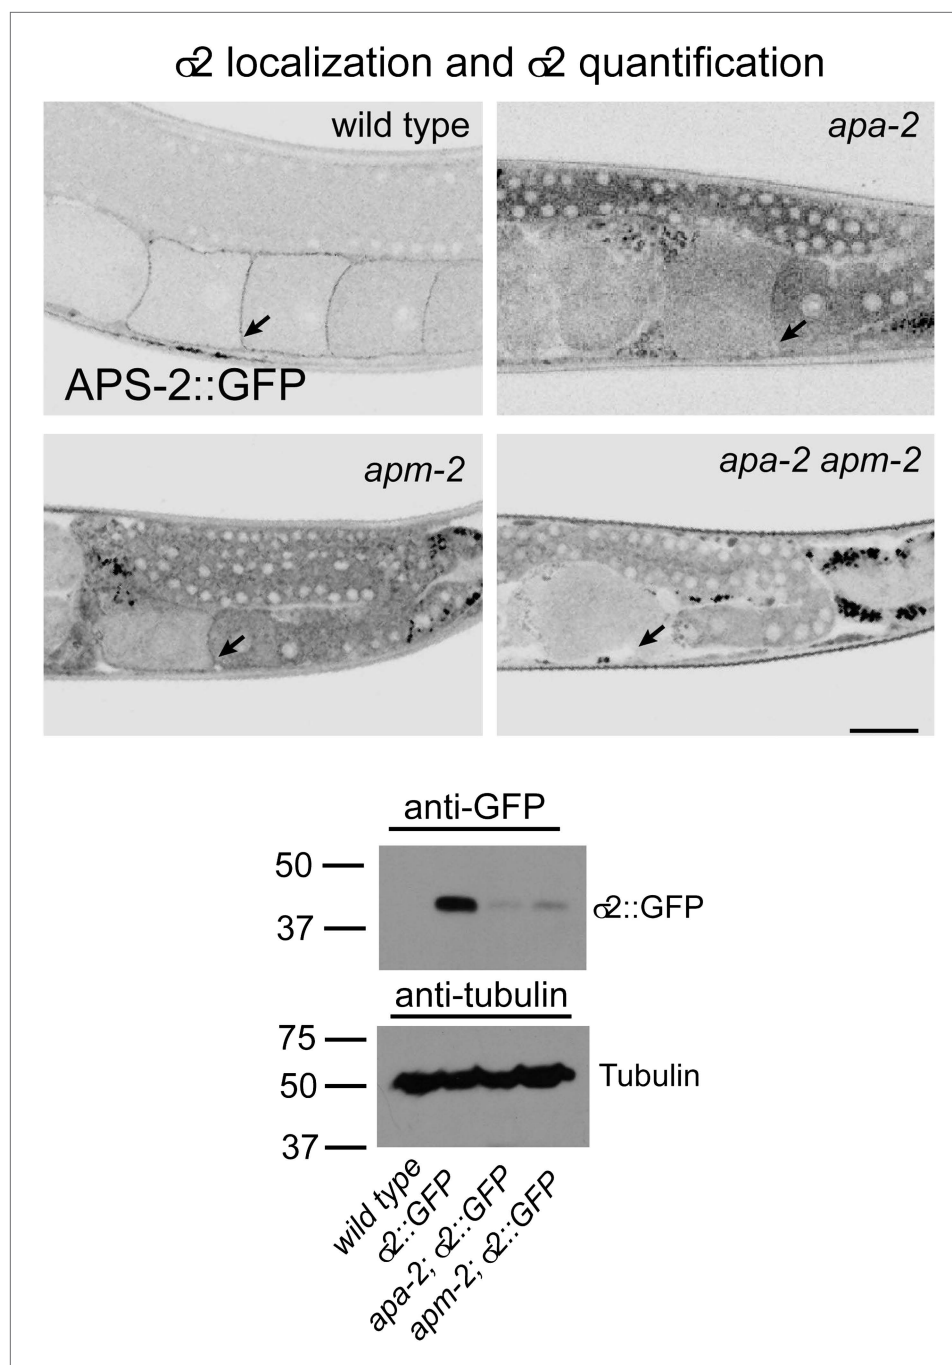 σ2 localization and σ2 quantification
wild type
APS-2::GFP
apa-2
apm-2
apa-2 apm-2
anti-GFP
50
37
σ2::GFP
anti-tubulin
75
50
37
Tubulin
wild type
σ2::GFP
apa-2; σ2::GFP
apm-2; σ2::GFP